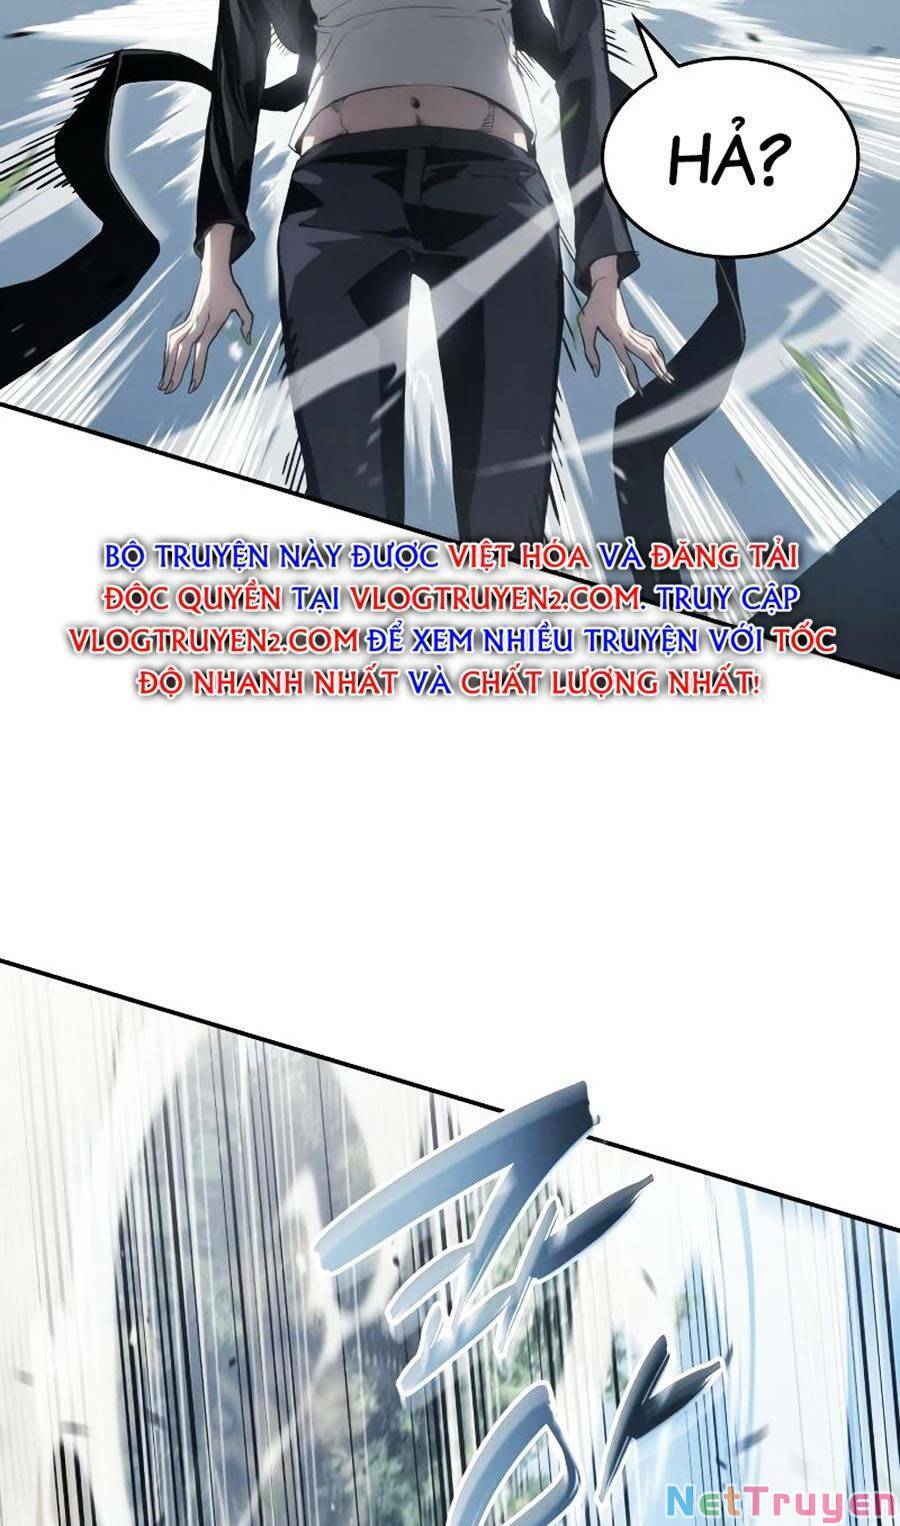 HẢ?
BỘ TRUYỆN NÀY ĐƯỢC VIỆT HÓA VÀ ĐĂNG TẢI
ĐỘC QUYỀN TẠI VLOGTRUYEN2.COM. TRUY CẬP
VLOGTRUYEN2.COM ĐỂ XEM NHIỀU TRUYỆN VỚI TỐC
ĐỘ NHANH NHẤT VÀ CHẤT LƯỢNG NHẤT!
NetTruyen